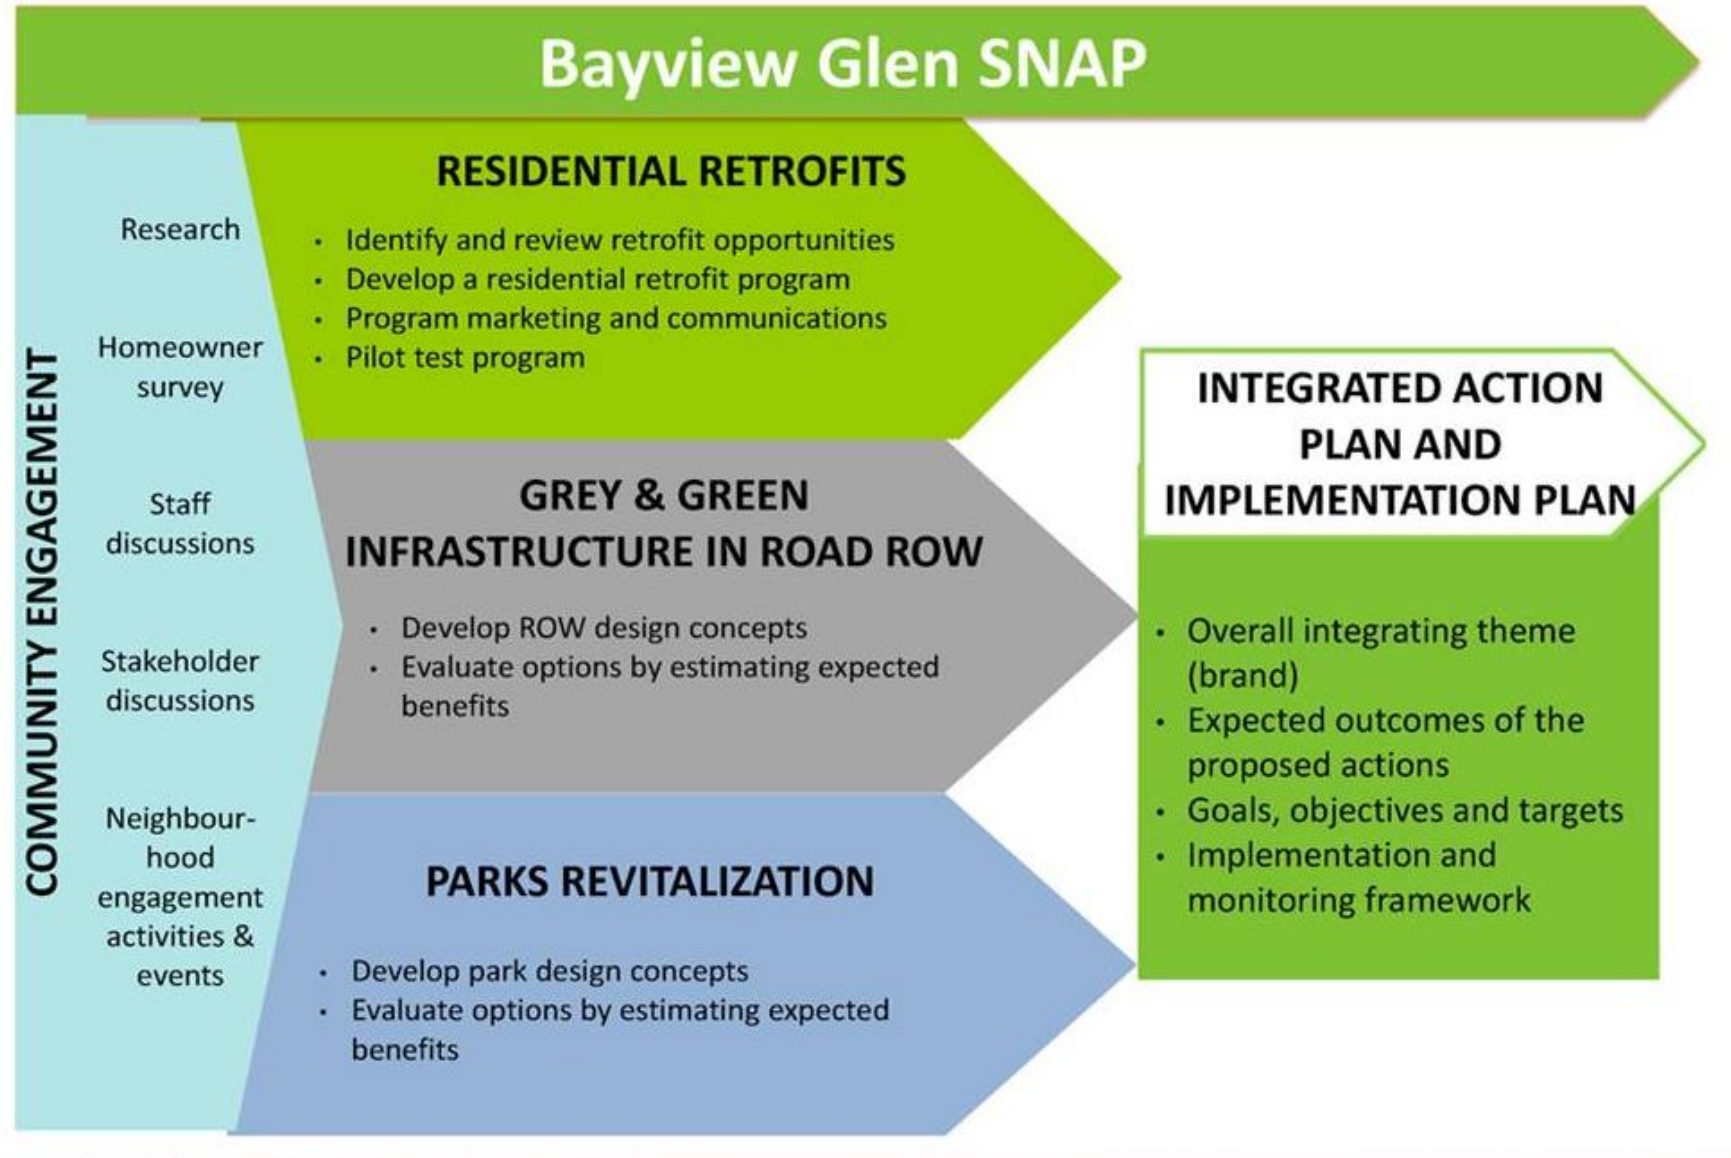 Bayview Glen SNAP
COMMUNITY ENGAGEMENT
Research
Homeowner
survey
Staff
discussions
Stakeholder
discussions
Neighbour-
hood
engagement
activities &
events
RESIDENTIAL RETROFITS
• Identify and review retrofit opportunities
• Develop a residential retrofit program
• Program marketing and communications
• Pilot test program
GREY & GREEN
INFRASTRUCTURE IN ROAD ROW
• Develop ROW design concepts
• Evaluate options by estimating expected
benefits
PARKS REVITALIZATION
• Develop park design concepts
• Evaluate options by estimating expected
benefits
INTEGRATED ACTION
PLAN AND
IMPLEMENTATION PLAN
• Overall integrating theme
(brand)
• Expected outcomes of the
proposed actions
• Goals, objectives and targets
• Implementation and
monitoring framework